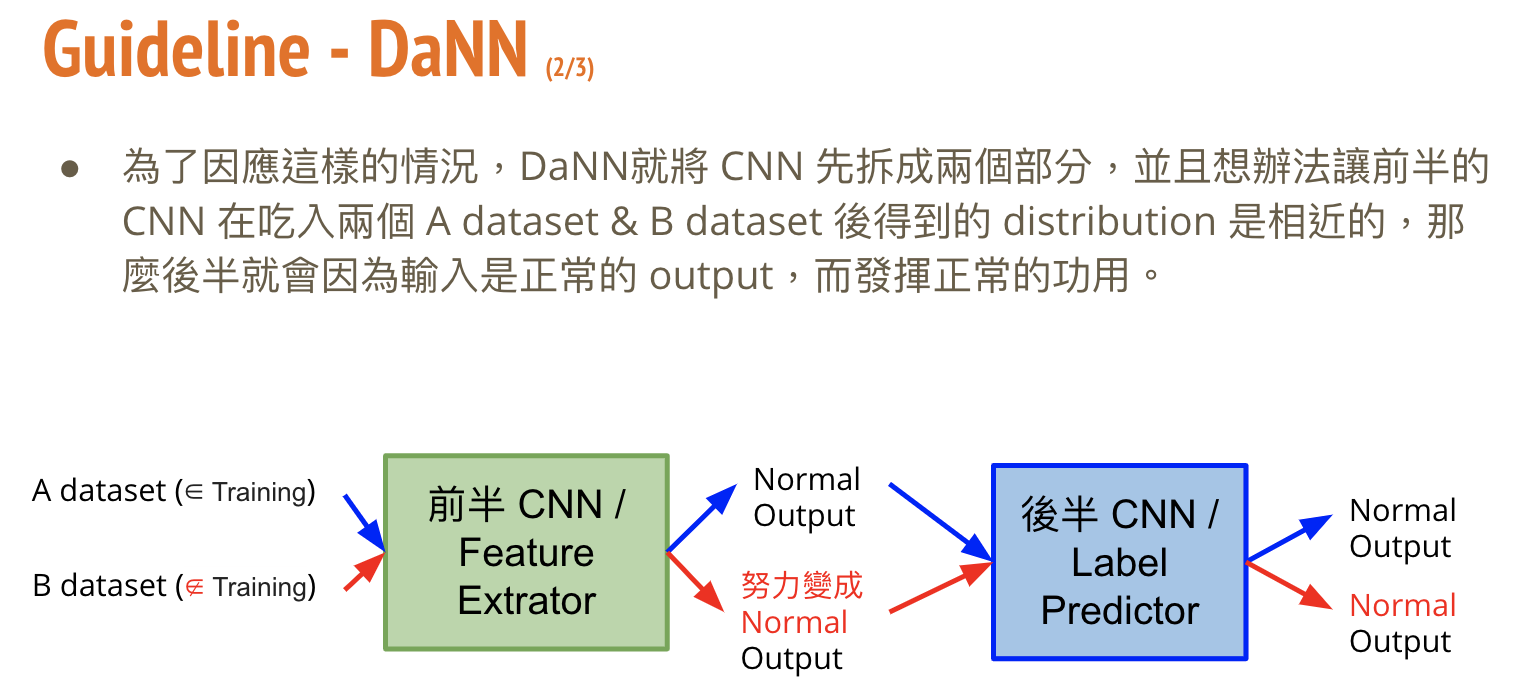 Guideline - DaNN (2/3)
● 為了因應這樣的情況，DaNN就將 CNN 先拆成兩個部分，並且想辦法讓前半的
CNN 在吃入兩個 A dataset & B dataset 後得到的 distribution 是相近的，那
麼後半就會因為輸入是正常的 output，而發揮正常的功用。
A dataset (∈ Training)
B dataset (∉ Training)
前半 CNN /
Feature
Extrator
Normal
Output
努力變成
Normal
Output
後半 CNN /
Label
Predictor
Normal
Output
Normal
Output